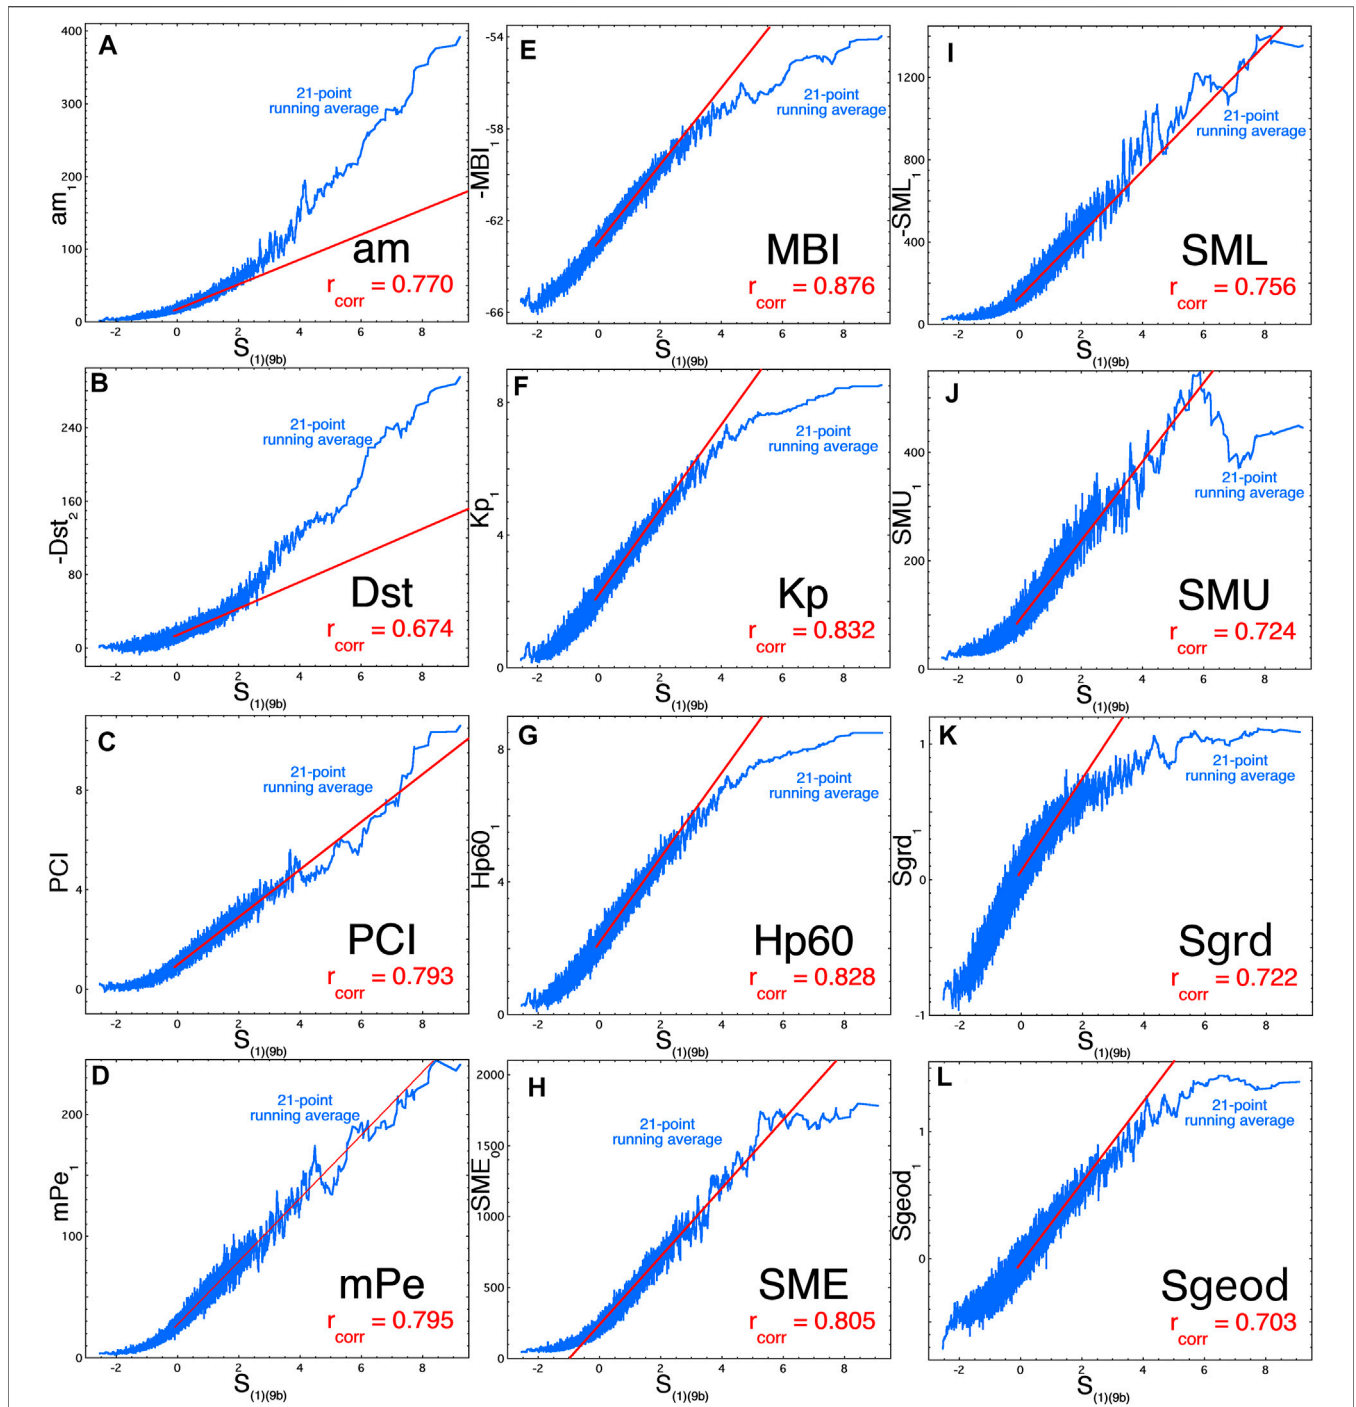 A
400
300
200
100
0
am1
21-point
running average
am
rcorr = 0.770
-2 0 2 4 6 8
S(1)(9b)
B
240
160
80
0
-Dst2
21-point
running average
Dst
rcorr = 0.674
-2 0 2 4 6 8
S(1)(9b)
C
8
4
0
PCI
21-point
running average
PCI
rcorr = 0.793
-2 0 2 4 6 8
S(1)(9b)
D
200
100
0
mPe1
21-point
running average
mPe
rcorr = 0.795
-2 0 2 4 6 8
S(1)(9b)
E
-54
-58
-62
-66
-MBI1
21-point
running average
MBI
rcorr = 0.876
-2 0 2 4 6 8
S(1)(9b)
F
8
4
0
Kp1
21-point
running average
Kp
rcorr = 0.832
-2 0 2 4 6 8
S(1)(9b)
G
8
4
0
Hp601
21-point
running average
Hp60
rcorr = 0.828
-2 0 2 4 6 8
S(1)(9b)
H
2000
1500
1000
500
0
SME0
21-point
running average
SME
rcorr = 0.805
-2 0 2 4 6 8
S(1)(9b)
I
1200
800
400
0
-SML1
21-point
running average
SML
rcorr = 0.756
-2 0 2 4 6 8
S(1)(9b)
J
400
200
0
SMU1
21-point
running average
SMU
rcorr = 0.724
-2 0 2 4 6 8
S(1)(9b)
K
1
0
-1
Sgrd1
21-point
running average
Sgrd
rcorr = 0.722
-2 0 2 4 6 8
S(1)(9b)
L
1
0
Sgeod1
21-point
running average
Sgeod
rcorr = 0.703
-2 0 2 4 6 8
S(1)(9b)